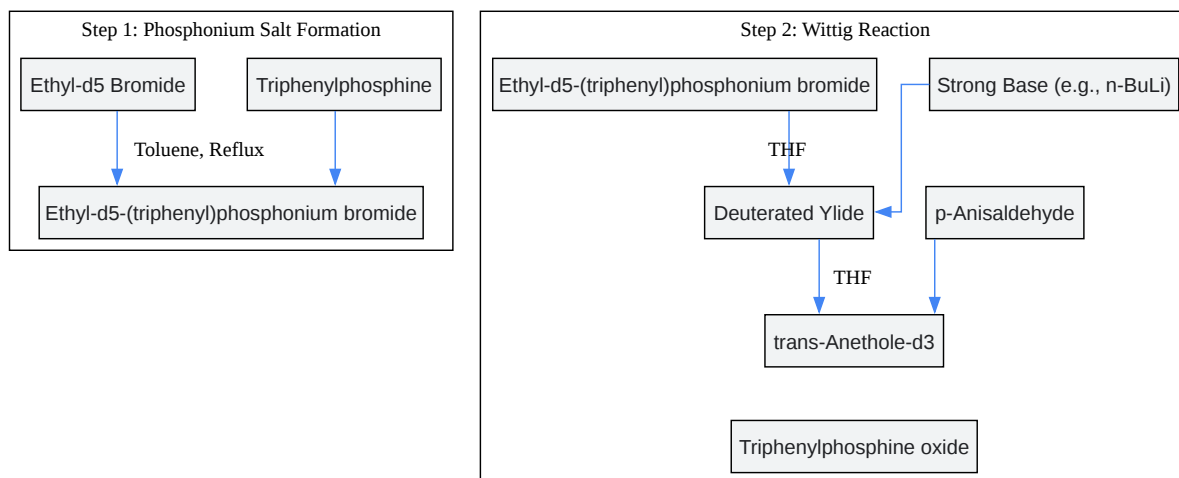 Step 1: Phosphonium Salt Formation
Ethyl-d5 Bromide
Triphenylphosphine
Toluene, Reflux
Ethyl-d5-(triphenyl)phosphonium bromide
Step 2: Wittig Reaction
Ethyl-d5-(triphenyl)phosphonium bromide
Strong Base (e.g., n-BuLi)
THF
Deuterated Ylide
p-Anisaldehyde
THF
trans-Anethole-d3
Triphenylphosphine oxide